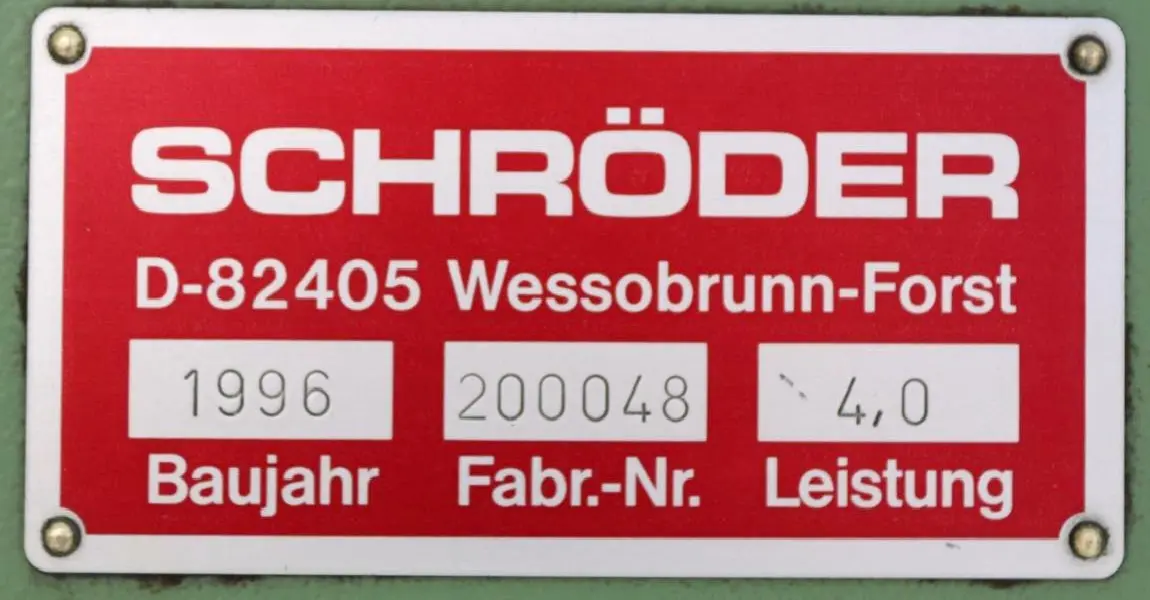 SCHRÖDER
D-82405 Wessobrunn-Forst
1996 200048 4,0
Baujahr Fabr.-Nr. Leistung